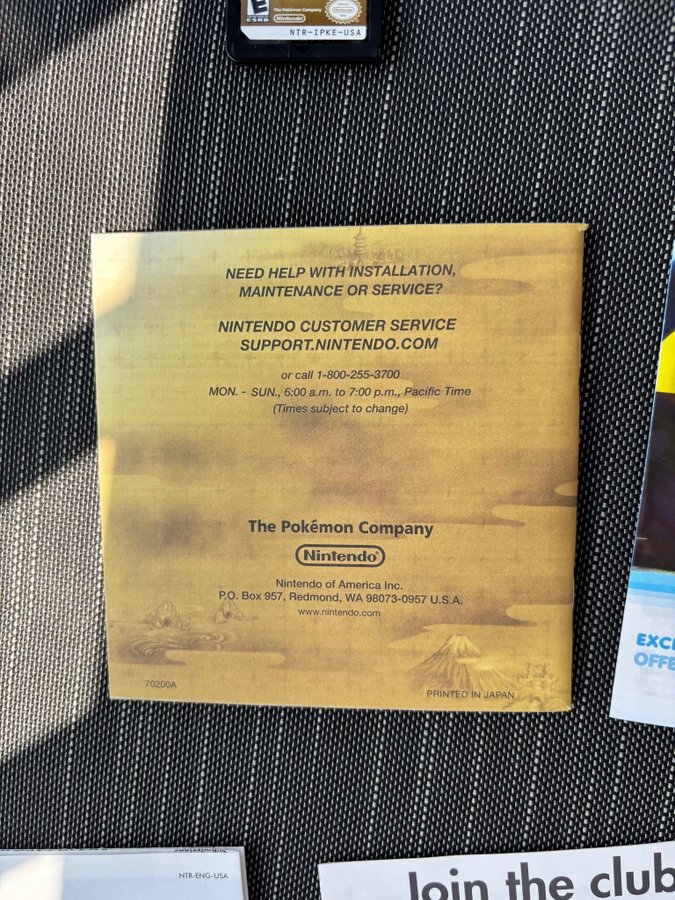 E
ESRB
The Pokémon Company
Nintendo
NTR-IPKE-USA
NEED HELP WITH INSTALLATION,
MAINTENANCE OR SERVICE?
NINTENDO CUSTOMER SERVICE
SUPPORT.NINTENDO.COM
or call 1-800-255-3700
MON. - SUN., 6:00 a.m. to 7:00 p.m., Pacific Time
(Times subject to change)
The Pokémon Company
Nintendo
Nintendo of America Inc.
P.O. Box 957, Redmond, WA 98073-0957 U.S.A.
www.nintendo.com
70200A
PRINTED IN JAPAN
OFFE
NTR-ENG-USA
Join the club